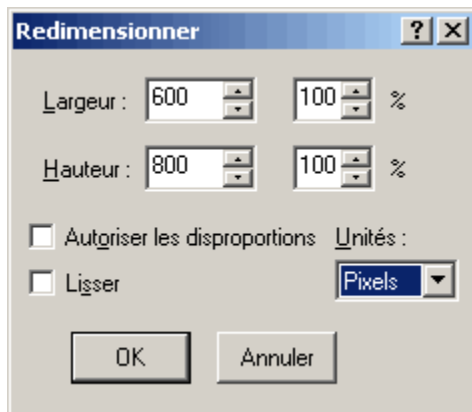 Redimensionner
Largeur : 600 100 %
Hauteur : 800 100 %
Autoriser les disproportions Unités :
Lisser Pixels
OK Annuler